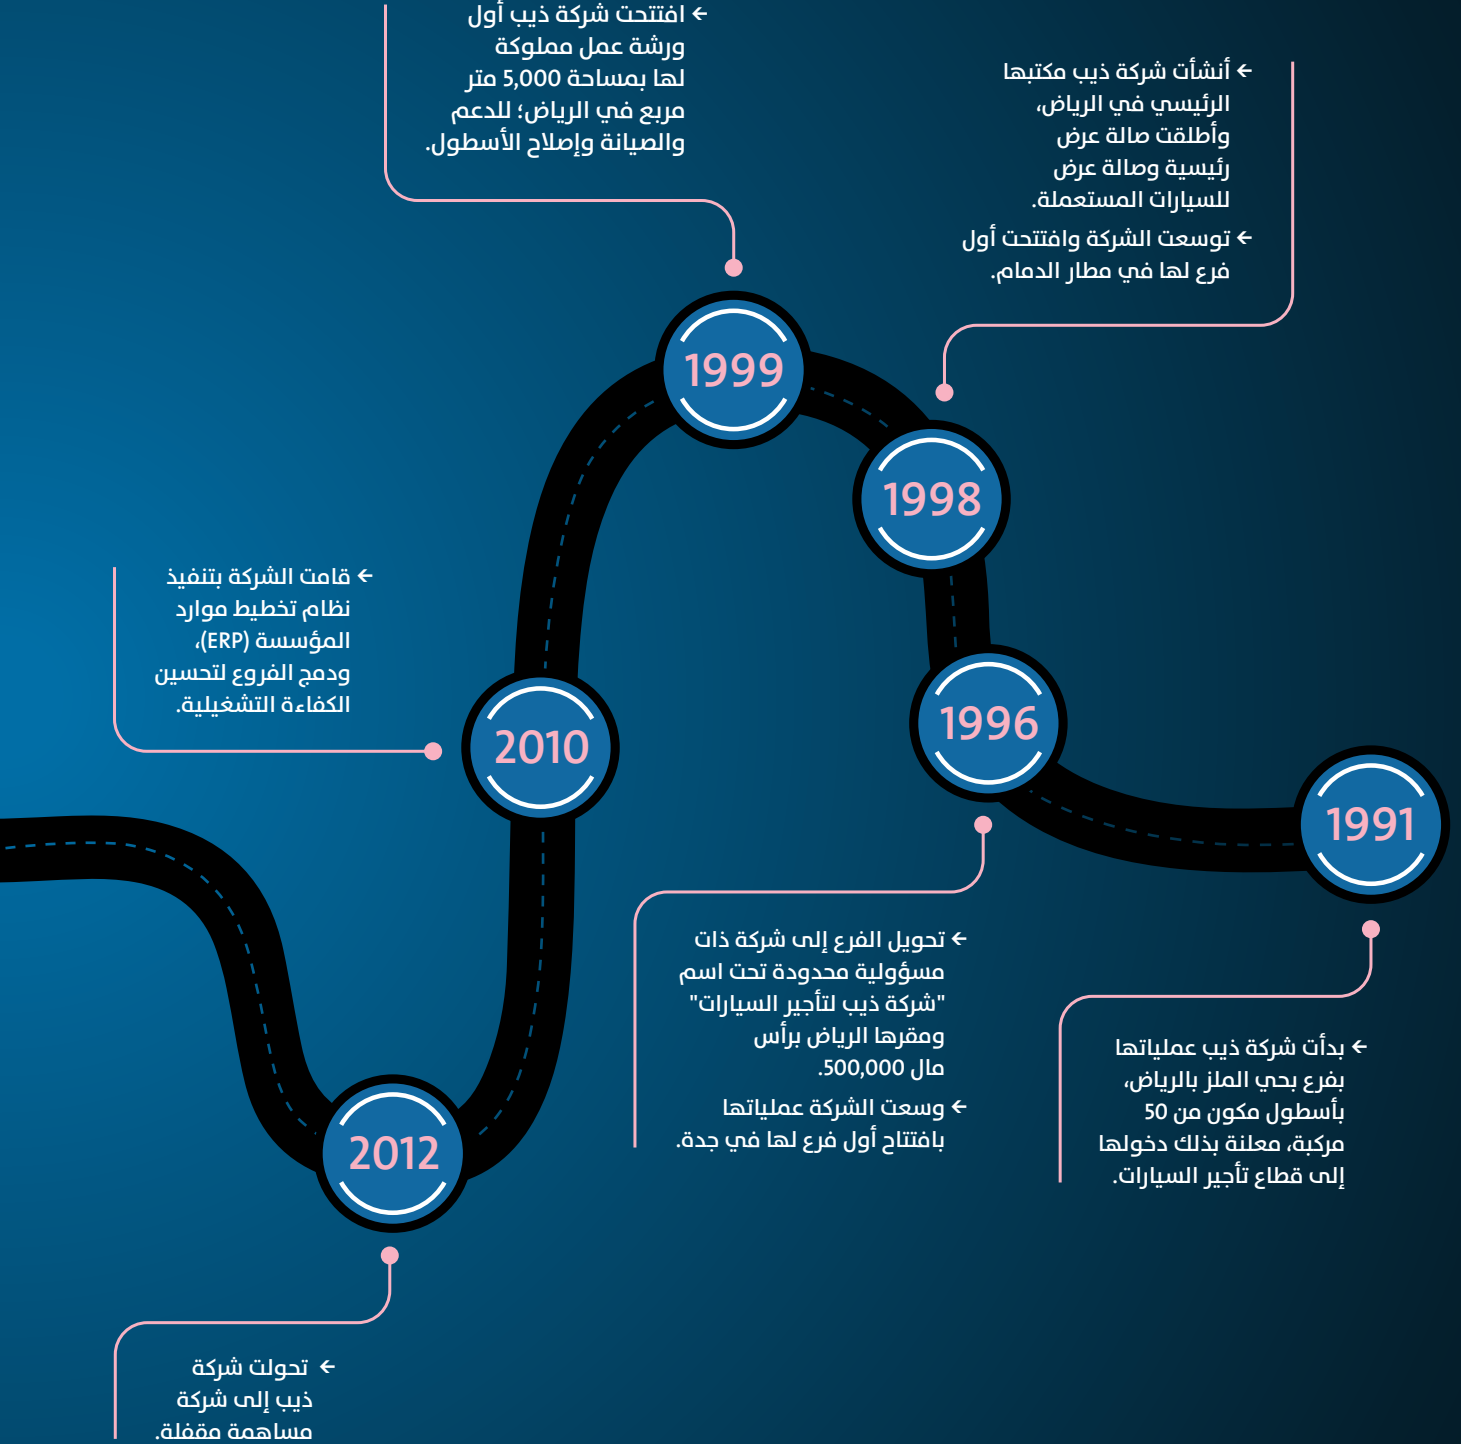 ← افتتحت شركة ذيب أول
ورشة عمل مملوكة
لها بمساحة 5,000 متر
مربع في الرياض؛ للدعم
والصيانة وإصلاح الأسطول.
← أنشأت شركة ذيب مكتبها
الرئيسي في الرياض،
وأطلقت صالة عرض
رئيسية وصالة عرض
للسيارات المستعملة.
← توسعت الشركة وافتتحت أول
فرع لها في مطار الدمام.
1999
1998
← قامت الشركة بتنفيذ
نظام تخطيط موارد
المؤسسة (ERP)،
ودمج الفروع لتحسين
الكفاءة التشغيلية.
1996
2010
1991
← تحويل الفرع إلى شركة ذات
مسؤولية محدودة تحت اسم
"شركة ذيب لتأجير السيارات"
ومقرها الرياض برأس
مال 500,000.
← وسعت الشركة عملياتها
بافتتاح أول فرع لها في جدة.
← بدأت شركة ذيب عملياتها
بفرع بحي الملز بالرياض،
بأسطول مكون من 50
مركبة، معلنة بذلك دخولها
إلى قطاع تأجير السيارات.
2012
← تحولت شركة
ذيب إلى شركة
مساهمة مقفلة.